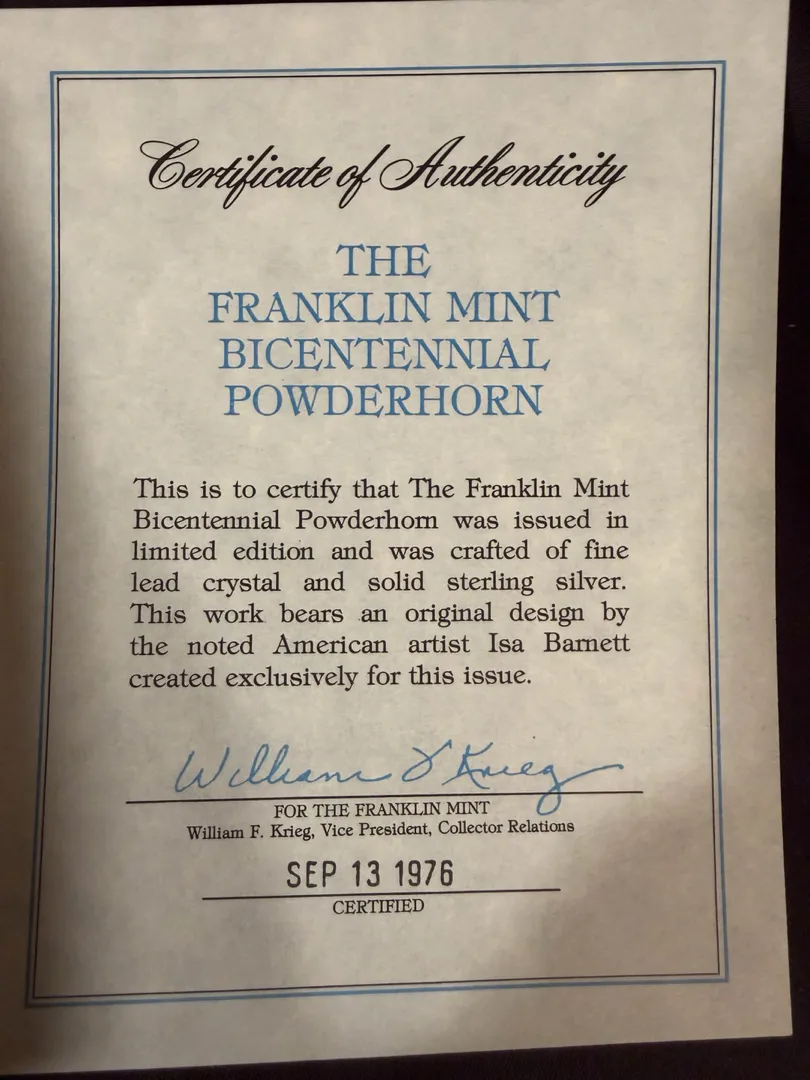 Certificate of Authenticity
THE
FRANKLIN MINT
BICENTENNIAL
POWDERHORN
This is to certify that The Franklin Mint
Bicentennial Powderhorn was issued in
limited edition and was crafted of fine
lead crystal and solid sterling silver.
This work bears an original design by
the noted American artist Isa Barnett
created exclusively for this issue.
William F Krieg
FOR THE FRANKLIN MINT
William F. Krieg, Vice President, Collector Relations
SEP 13 1976
CERTIFIED